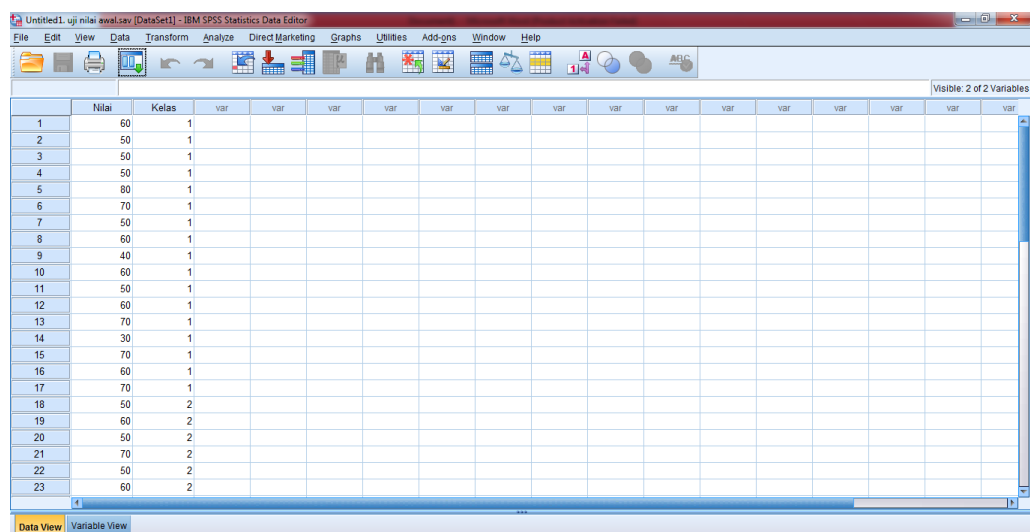 Untitled1. uji nilai awal.sav [DataSet1] - IBM SPSS Statistics Data Editor
File Edit View Data Transform Analyze Direct Marketing Graphs Utilities Add-ons Window Help
Visible: 2 of 2 Variables
Nilai Kelas var var var var var var var var var var var var var var
1 60 1
2 50 1
3 50 1
4 50 1
5 80 1
6 70 1
7 50 1
8 60 1
9 40 1
10 60 1
11 50 1
12 60 1
13 70 1
14 30 1
15 70 1
16 60 1
17 70 1
18 50 2
19 60 2
20 50 2
21 70 2
22 50 2
23 60 2
Data View Variable View